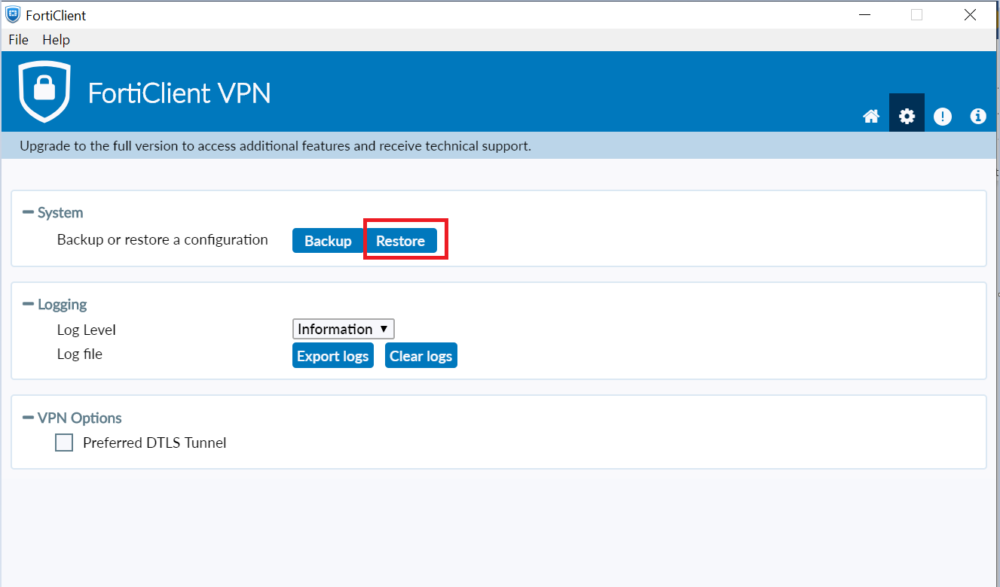 FortiClient
File Help
FortiClient VPN
Upgrade to the full version to access additional features and receive technical support.
System
Backup or restore a configuration Backup Restore
Logging
Log Level Information ▼
Log file Export logs Clear logs
VPN Options
Preferred DTLS Tunnel